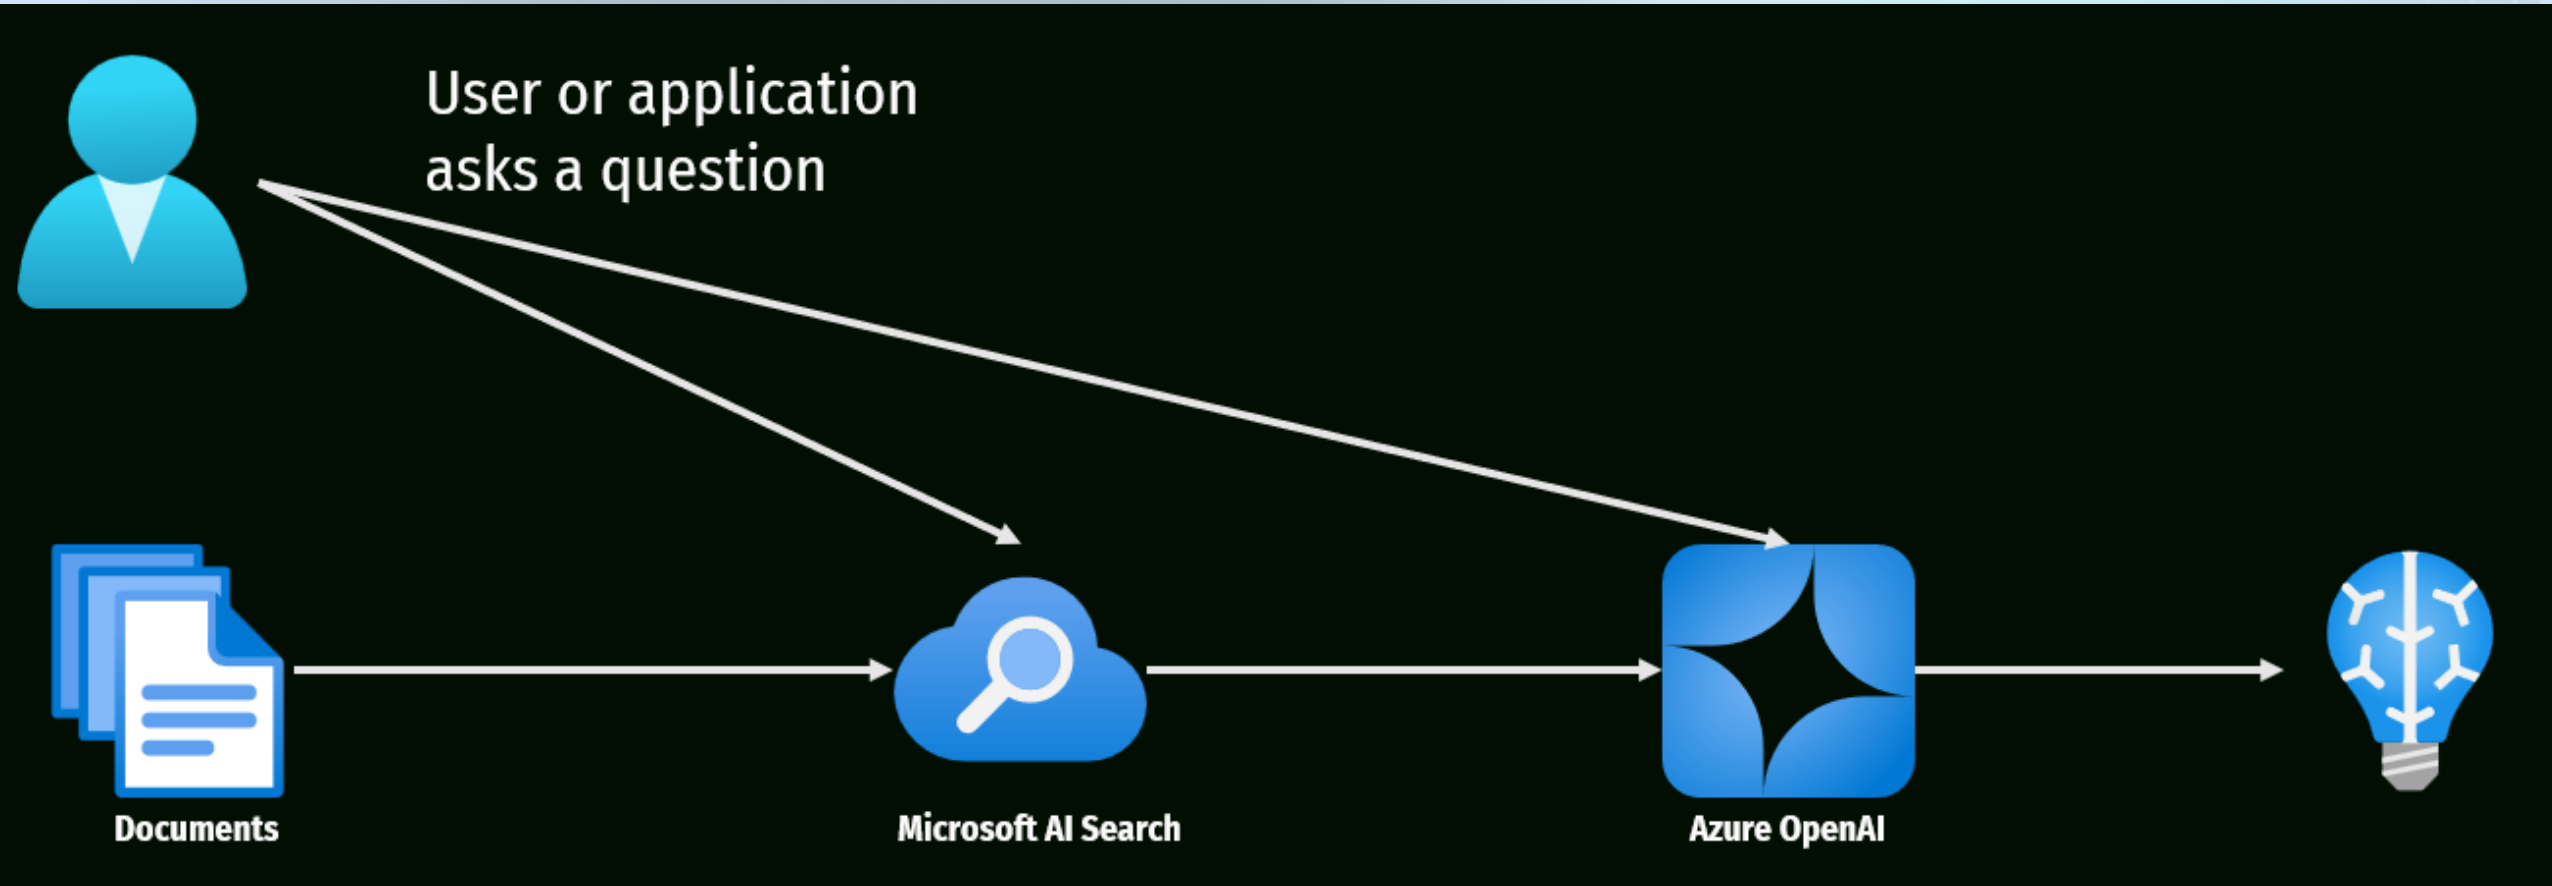 User or application
asks a question
Documents
Microsoft AI Search
Azure OpenAI